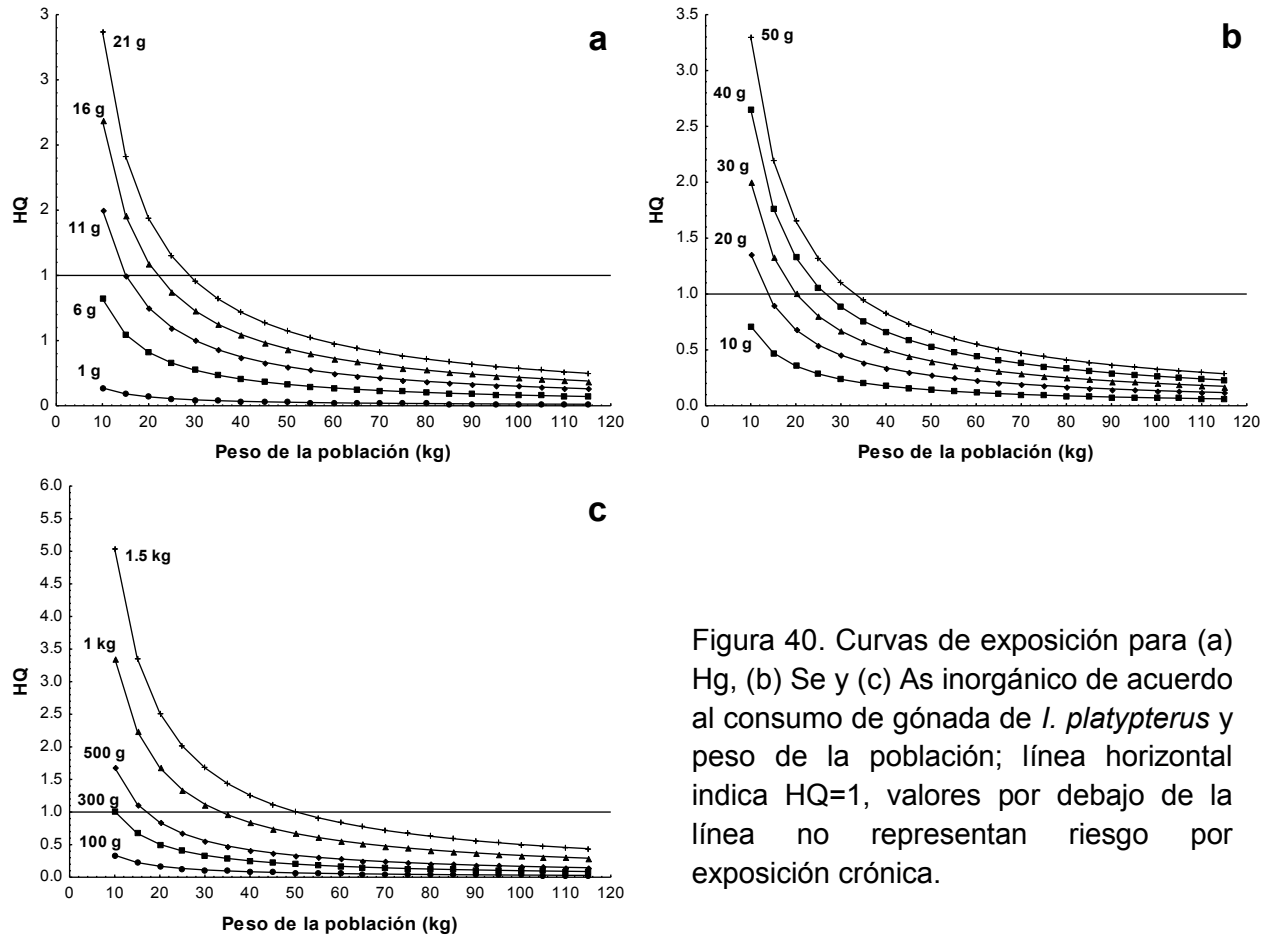 a
3
3
2
2
1
1
0
HQ
21 g
16 g
11 g
6 g
1 g
0 10 20 30 40 50 60 70 80 90 100 110 120
Peso de la población (kg)
b
3.5
3.0
2.5
2.0
1.5
1.0
0.5
0.0
HQ
50 g
40 g
30 g
20 g
10 g
0 10 20 30 40 50 60 70 80 90 100 110 120
Peso de la población (kg)
c
6.0
5.5
5.0
4.5
4.0
3.5
3.0
2.5
2.0
1.5
1.0
0.5
0.0
HQ
1.5 kg
1 kg
500 g
300 g
100 g
0 10 20 30 40 50 60 70 80 90 100 110 120
Peso de la población (kg)
Figura 40. Curvas de exposición para (a)
Hg, (b) Se y (c) As inorgánico de acuerdo
al consumo de gónada de I. platypterus y
peso de la población; línea horizontal
indica HQ=1, valores por debajo de la
línea no representan riesgo por
exposición crónica.